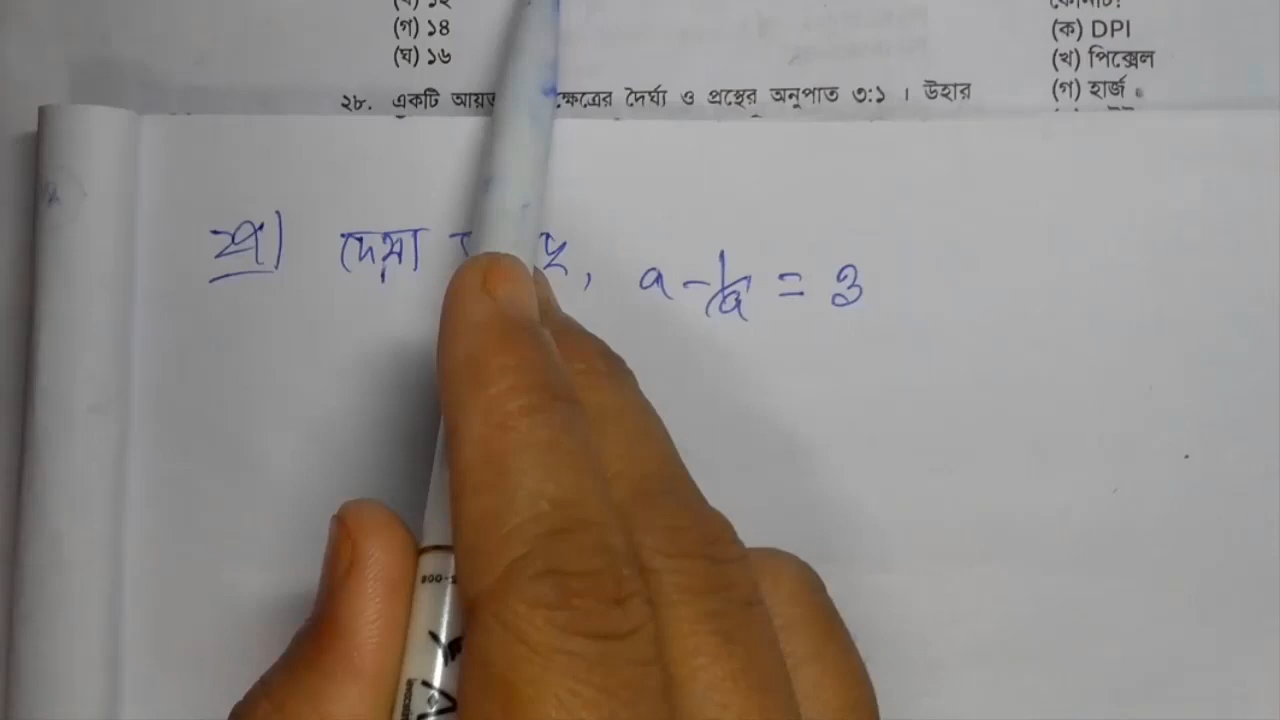 (গ) ১৪
(ঘ) ১৬
২৮. একটি আয়ত ক্ষেত্রের দৈর্ঘ্য ও প্রস্থের অনুপাত ৩:১ । উহার
(ক) DPI
(খ) পিক্সেল
(গ) হার্জ
দেয়া
a - 1/a = 3